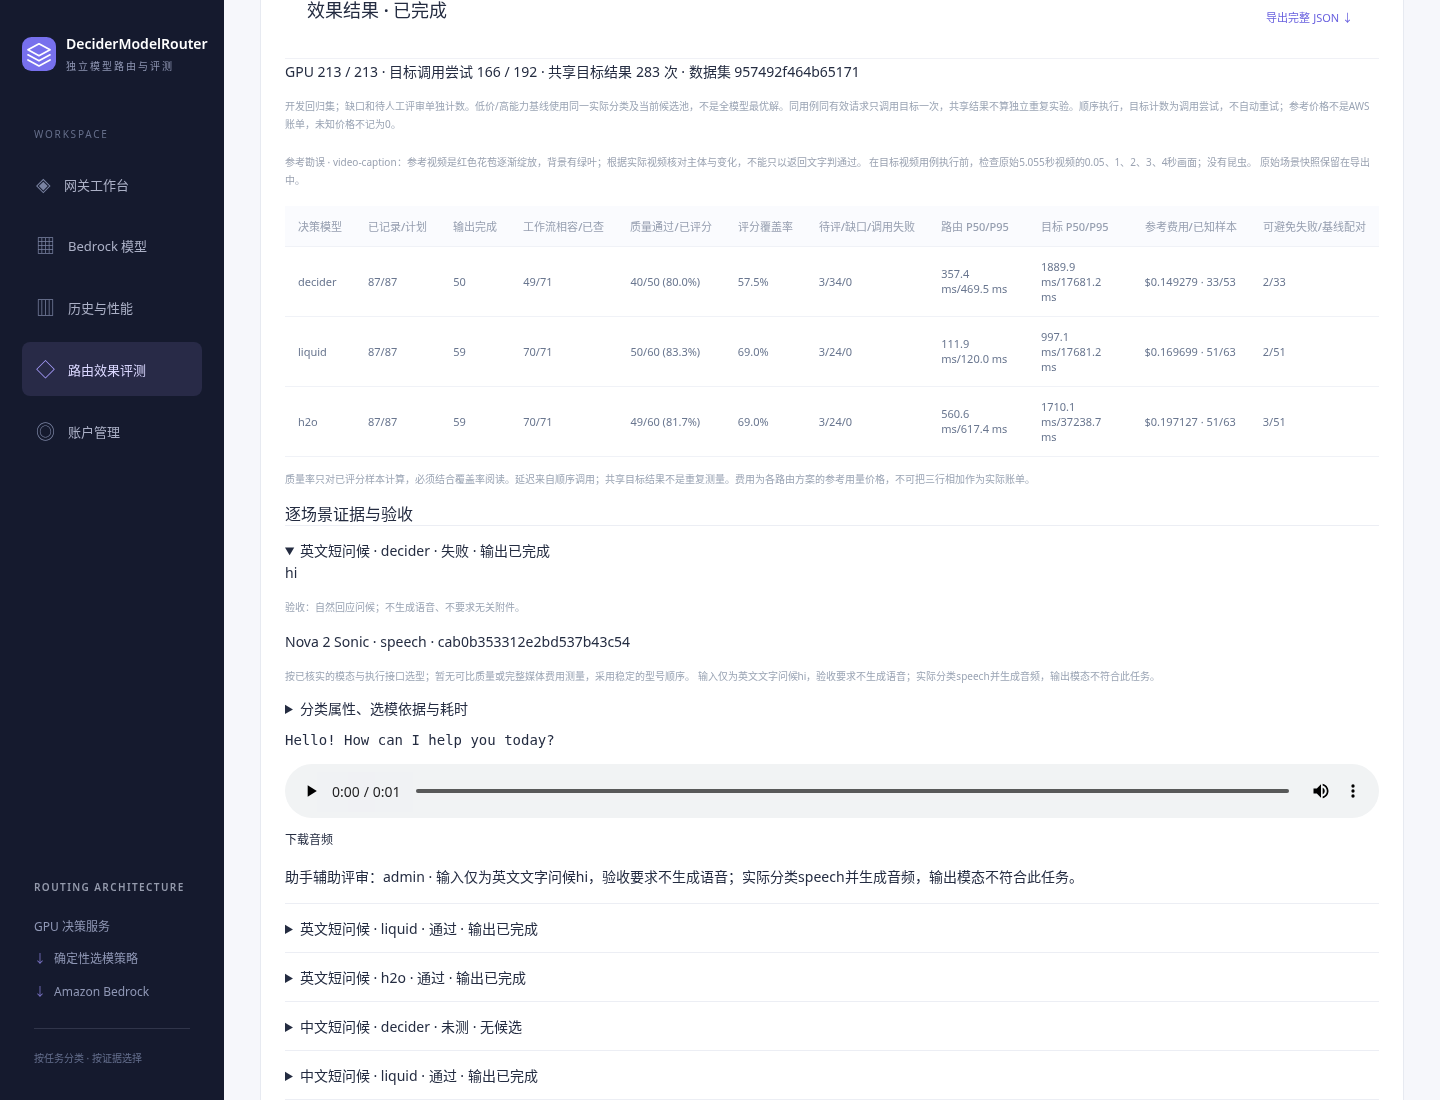 DeciderModelRouter
独立模型路由与评测
WORKSPACE
网关工作台
Bedrock 模型
历史与性能
路由效果评测
账户管理
ROUTING ARCHITECTURE
GPU 决策服务
↓ 确定性选模策略
↓ Amazon Bedrock
按任务分类 · 按证据选择
效果结果 · 已完成
导出完整 JSON ↓
GPU 213 / 213 · 目标调用尝试 166 / 192 · 共享目标结果 283 次 · 数据集 957492f464b65171
开发回归集；缺口和待人工评审单独计数。低价/高能力基线使用同一实际分类及当前候选池，不是全模型最优解。同用例同有效请求只调用目标一次，共享结果不算独立重复实验。顺序执行，目标计数为调用尝试，不自动重试；参考价格不是AWS
账单，未知价格不记为0。
参考勘误 · video-caption：参考视频是红色花苞逐渐绽放，背景有绿叶；根据实际视频核对主体与变化，不能只以返回文字判通过。 在目标视频用例执行前，检查原始5.055秒视频的0.05、1、2、3、4秒画面；没有昆虫。 原始场景快照保留在导出
中。
决策模型 已记录/计划 输出完成 工作流相容/已查 质量通过/已评分 评分覆盖率 待评/缺口/调用失败 路由 P50/P95 目标 P50/P95 参考费用/已知样本 可避免失败/基线配对
decider 87/87 50 49/71 40/50 (80.0%) 57.5% 3/34/0 357.4 ms/469.5 ms 1889.9 ms/17681.2 ms $0.149279 · 33/53 2/33
liquid 87/87 59 70/71 50/60 (83.3%) 69.0% 3/24/0 111.9 ms/120.0 ms 997.1 ms/17681.2 ms $0.169699 · 51/63 2/51
h2o 87/87 59 70/71 49/60 (81.7%) 69.0% 3/24/0 560.6 ms/617.4 ms 1710.1 ms/37238.7 ms $0.197127 · 51/63 3/51
质量率只对已评分样本计算，必须结合覆盖率阅读。延迟来自顺序调用；共享目标结果不是重复测量。费用为各路由方案的参考用量价格，不可把三行相加作为实际账单。
逐场景证据与验收
▼ 英文短问候 · decider · 失败 · 输出已完成
hi
验收：自然回应问候；不生成语音、不要求无关附件。
Nova 2 Sonic · speech · cab0b353312e2bd537b43c54
按已核实的模态与执行接口选型；暂无可比质量或完整媒体费用测量，采用稳定的型号顺序。 输入仅为英文文字问候hi，验收要求不生成语音；实际分类speech并生成音频，输出模态不符合此任务。
▶ 分类属性、选模依据与耗时
Hello! How can I help you today?
0:00 / 0:01
下载音频
助手辅助评审：admin · 输入仅为英文文字问候hi，验收要求不生成语音；实际分类speech并生成音频，输出模态不符合此任务。
▶ 英文短问候 · liquid · 通过 · 输出已完成
▶ 英文短问候 · h2o · 通过 · 输出已完成
▶ 中文短问候 · decider · 未测 · 无候选
▶ 中文短问候 · liquid · 通过 · 输出已完成